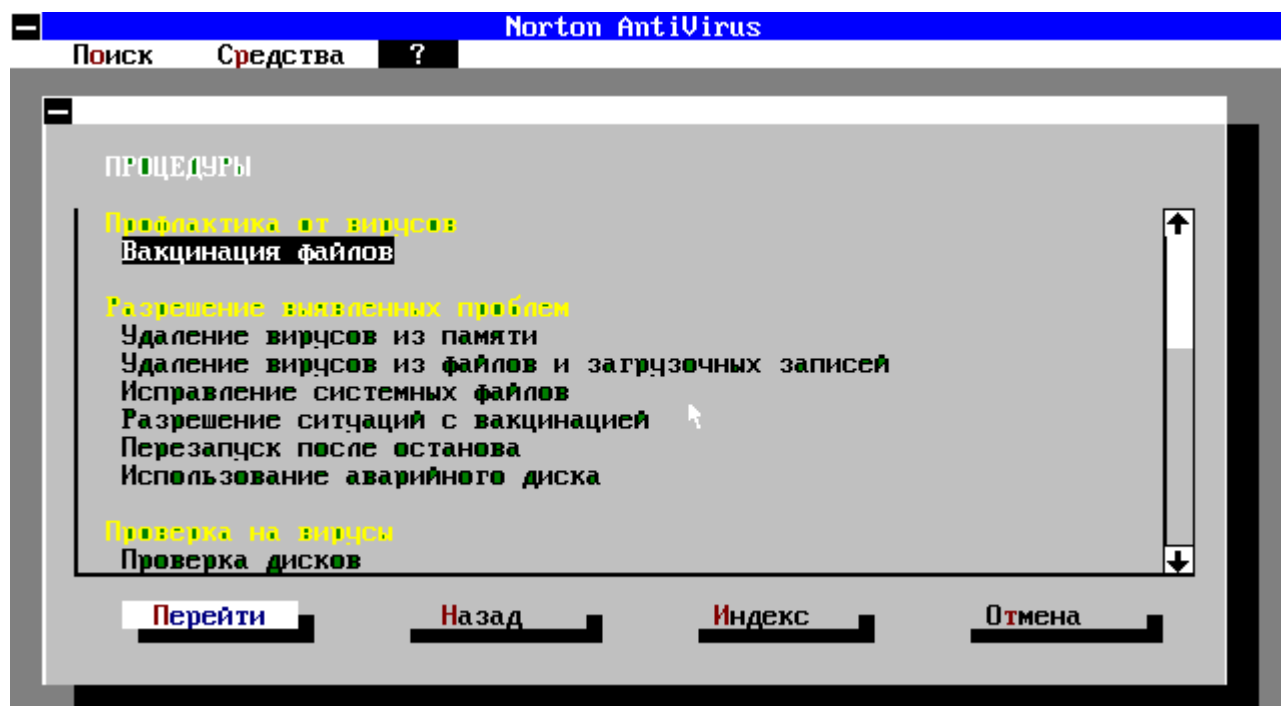 Norton AntiVirus
Поиск Средства ?
ПРОЦЕДУРЫ
Профлактика от вирусов
Вакцинация файлов
Разрешение выявленных проблем
Удаление вирусов из памяти
Удаление вирусов из файлов и загрузочных записей
Исправление системных файлов
Разрешение ситуаций с вакцинацией
Перезапуск после останова
Использование аварийного диска
Проверка на вирусы
Проверка дисков
Перейти Назад Индекс Отмена